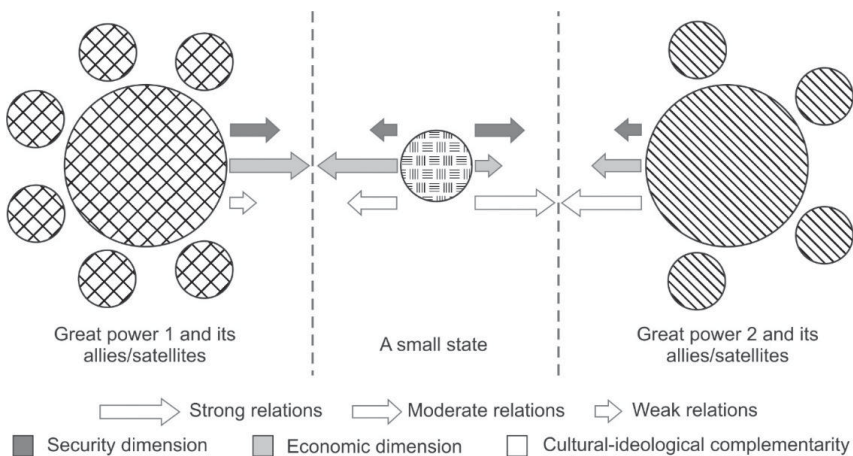 Great power 1 and its
allies/satellites
A small state
Great power 2 and its
allies/satellites
Strong relations
Moderate relations
Weak relations
Security dimension
Economic dimension
Cultural-ideological complementarity